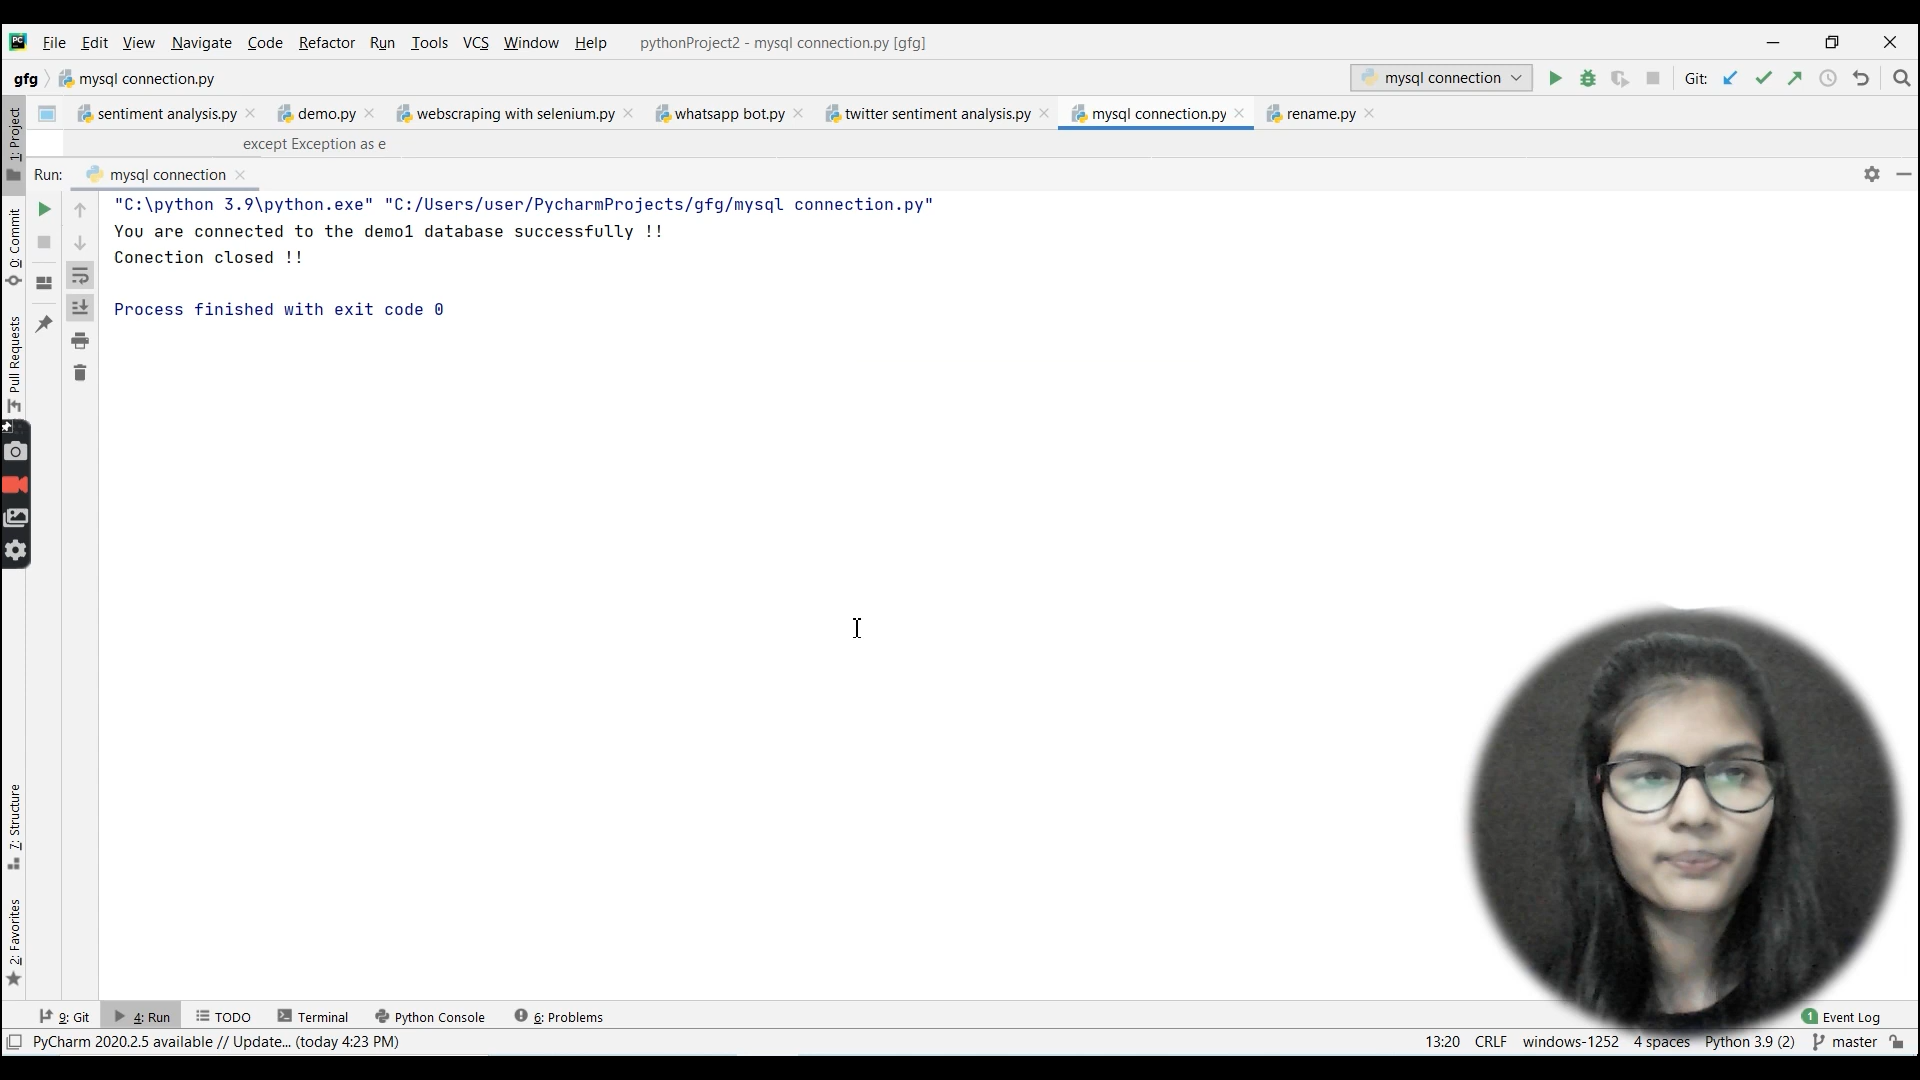 PC File Edit View Navigate Code Refactor Run Tools VCS Window Help pythonProject2 - mysql connection.py [gfg]
gfg mysql connection.py mysql connection Git:
sentiment analysis.py demo.py webscraping with selenium.py whatsapp bot.py twitter sentiment analysis.py mysql connection.py rename.py
except Exception as e
Run: mysql connection
"C:\python 3.9\python.exe" "C:/Users/user/PycharmProjects/gfg/mysql connection.py"
You are connected to the demo1 database successfully !!
Conection closed !!
Process finished with exit code 0
1: Project
0: Commit
Pull Requests
7: Structure
2: Favorites
9: Git 4: Run TODO Terminal Python Console 6: Problems 1 Event Log
PyCharm 2020.2.5 available // Update... (today 4:23 PM) 13:20 CRLF windows-1252 4 spaces Python 3.9 (2) master